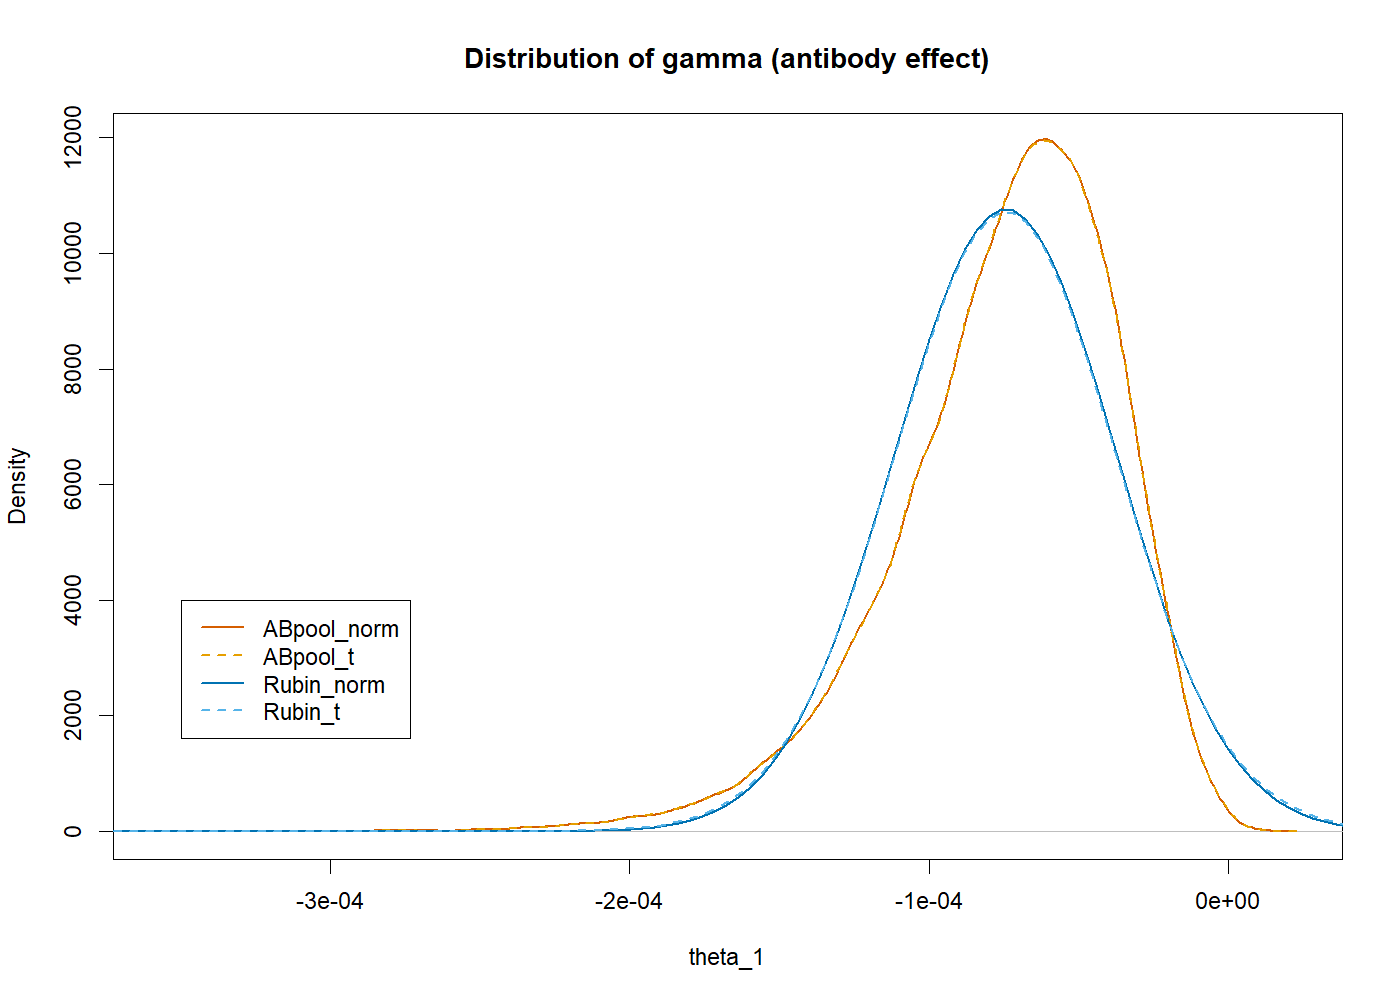 Distribution of gamma (antibody effect)
12000
10000
8000
6000
4000
2000
0
Density
ABpool_norm
ABpool_t
Rubin_norm
Rubin_t
-3e-04 -2e-04 -1e-04 0e+00
theta_1